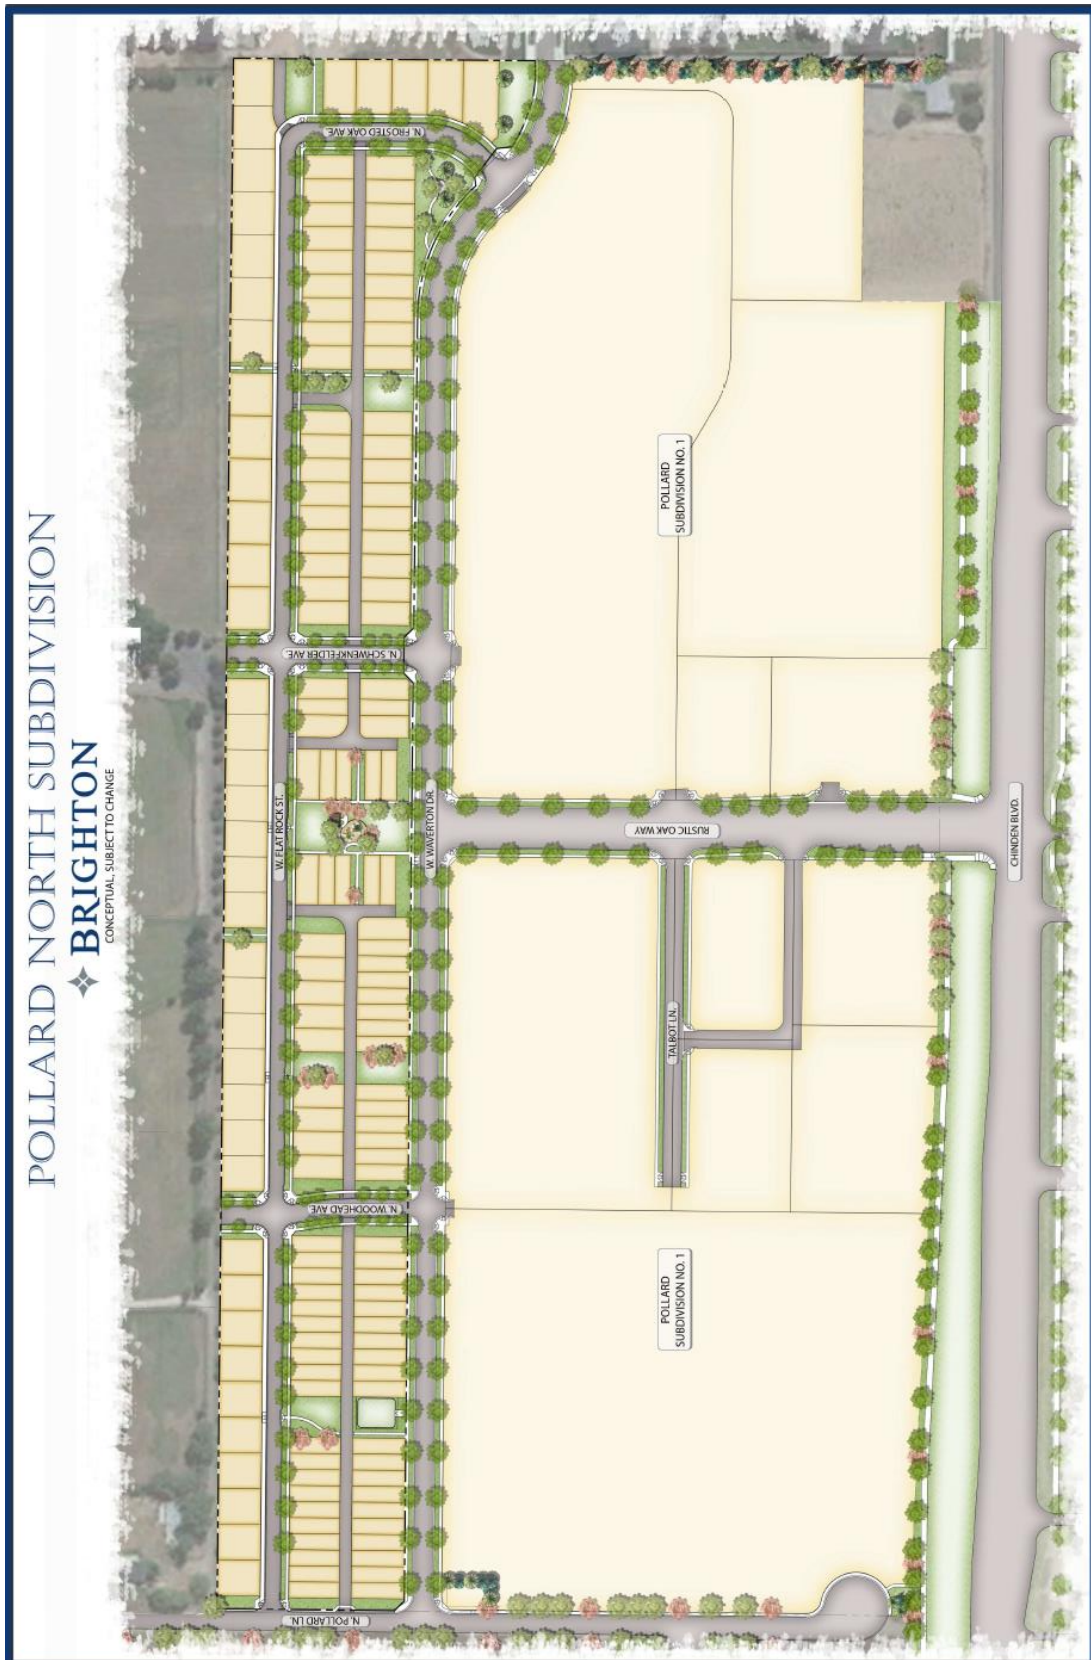 POLLARD NORTH SUBDIVISION
BRIGHTON
CONCEPTUAL, SUBJECT TO CHANGE
N. FROSTED OAK AVE.
N. SCHWENKFELDER AVE.
W. FLAT ROCK ST.
W. WAVERTON DR.
N. WOODHEAD AVE.
N. POLLARD LN.
POLLARD
SUBDIVISION NO. 1
RUSTIC OAK WAY
CHINDEN BLVD.
TALBOT LN.
POLLARD
SUBDIVISION NO. 1